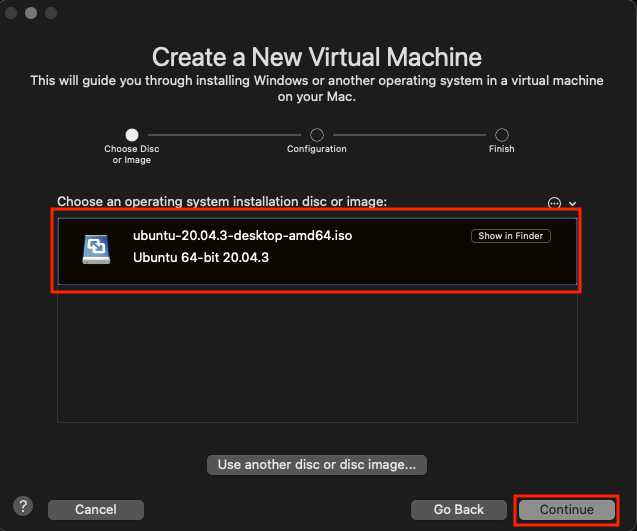 Create a New Virtual Machine
This will guide you through installing Windows or another operating system in a virtual machine
on your Mac.
Choose Disc
or Image
Configuration
Finish
Choose an operating system installation disc or image:
ubuntu-20.04.3-desktop-amd64.iso
Show in Finder
Ubuntu 64-bit 20.04.3
Use another disc or disc image...
?
Cancel
Go Back
Continue